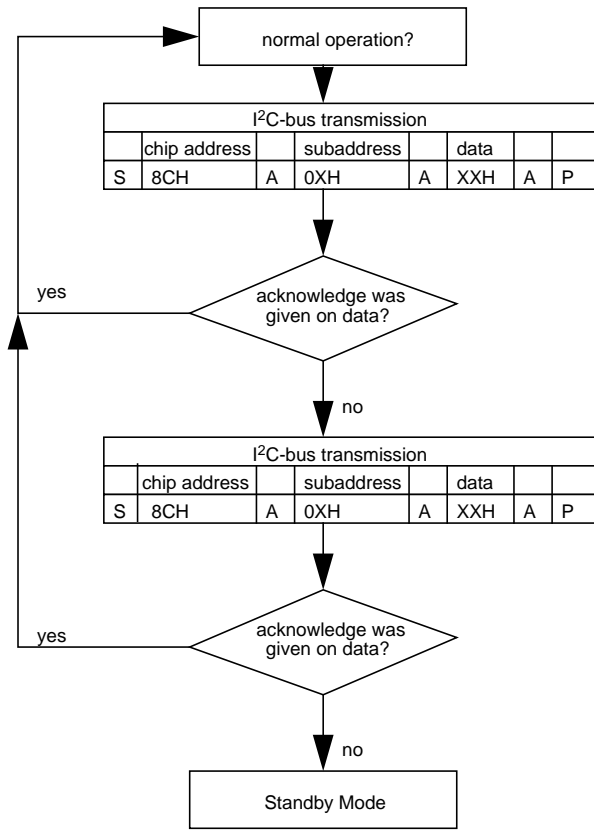 normal operation?
I²C-bus transmission
chip address subaddress data
S 8CH A 0XH A XXH A P
yes
acknowledge was
given on data?
no
I²C-bus transmission
chip address subaddress data
S 8CH A 0XH A XXH A P
yes
acknowledge was
given on data?
no
Standby Mode